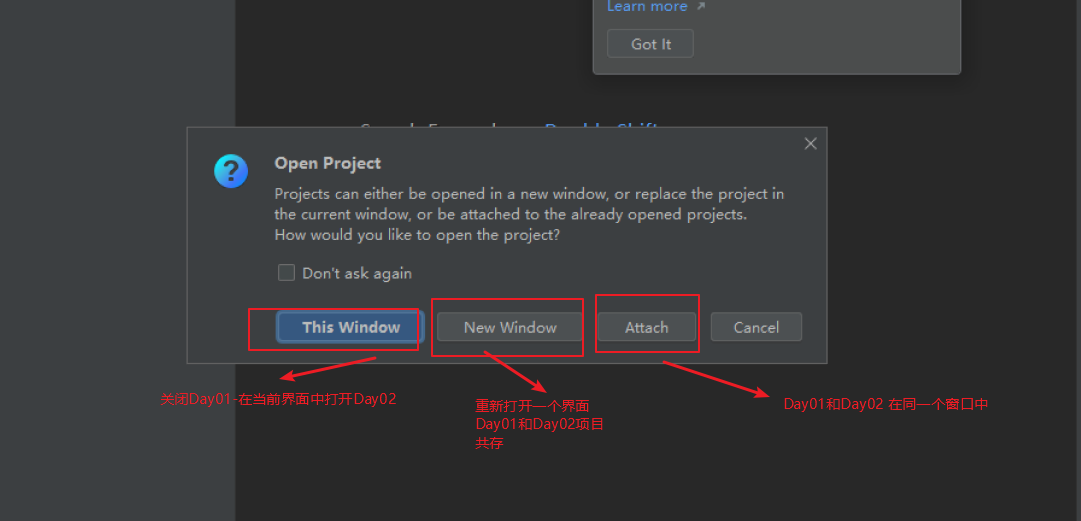 Learn more
Got It
Open Project
Projects can either be opened in a new window, or replace the project in
the current window, or be attached to the already opened projects.
How would you like to open the project?
Don't ask again
This Window
New Window
Attach
Cancel
关闭Day01-在当前界面中打开Day02
重新打开一个界面
Day01和Day02项目
共存
Day01和Day02 在同一个窗口中